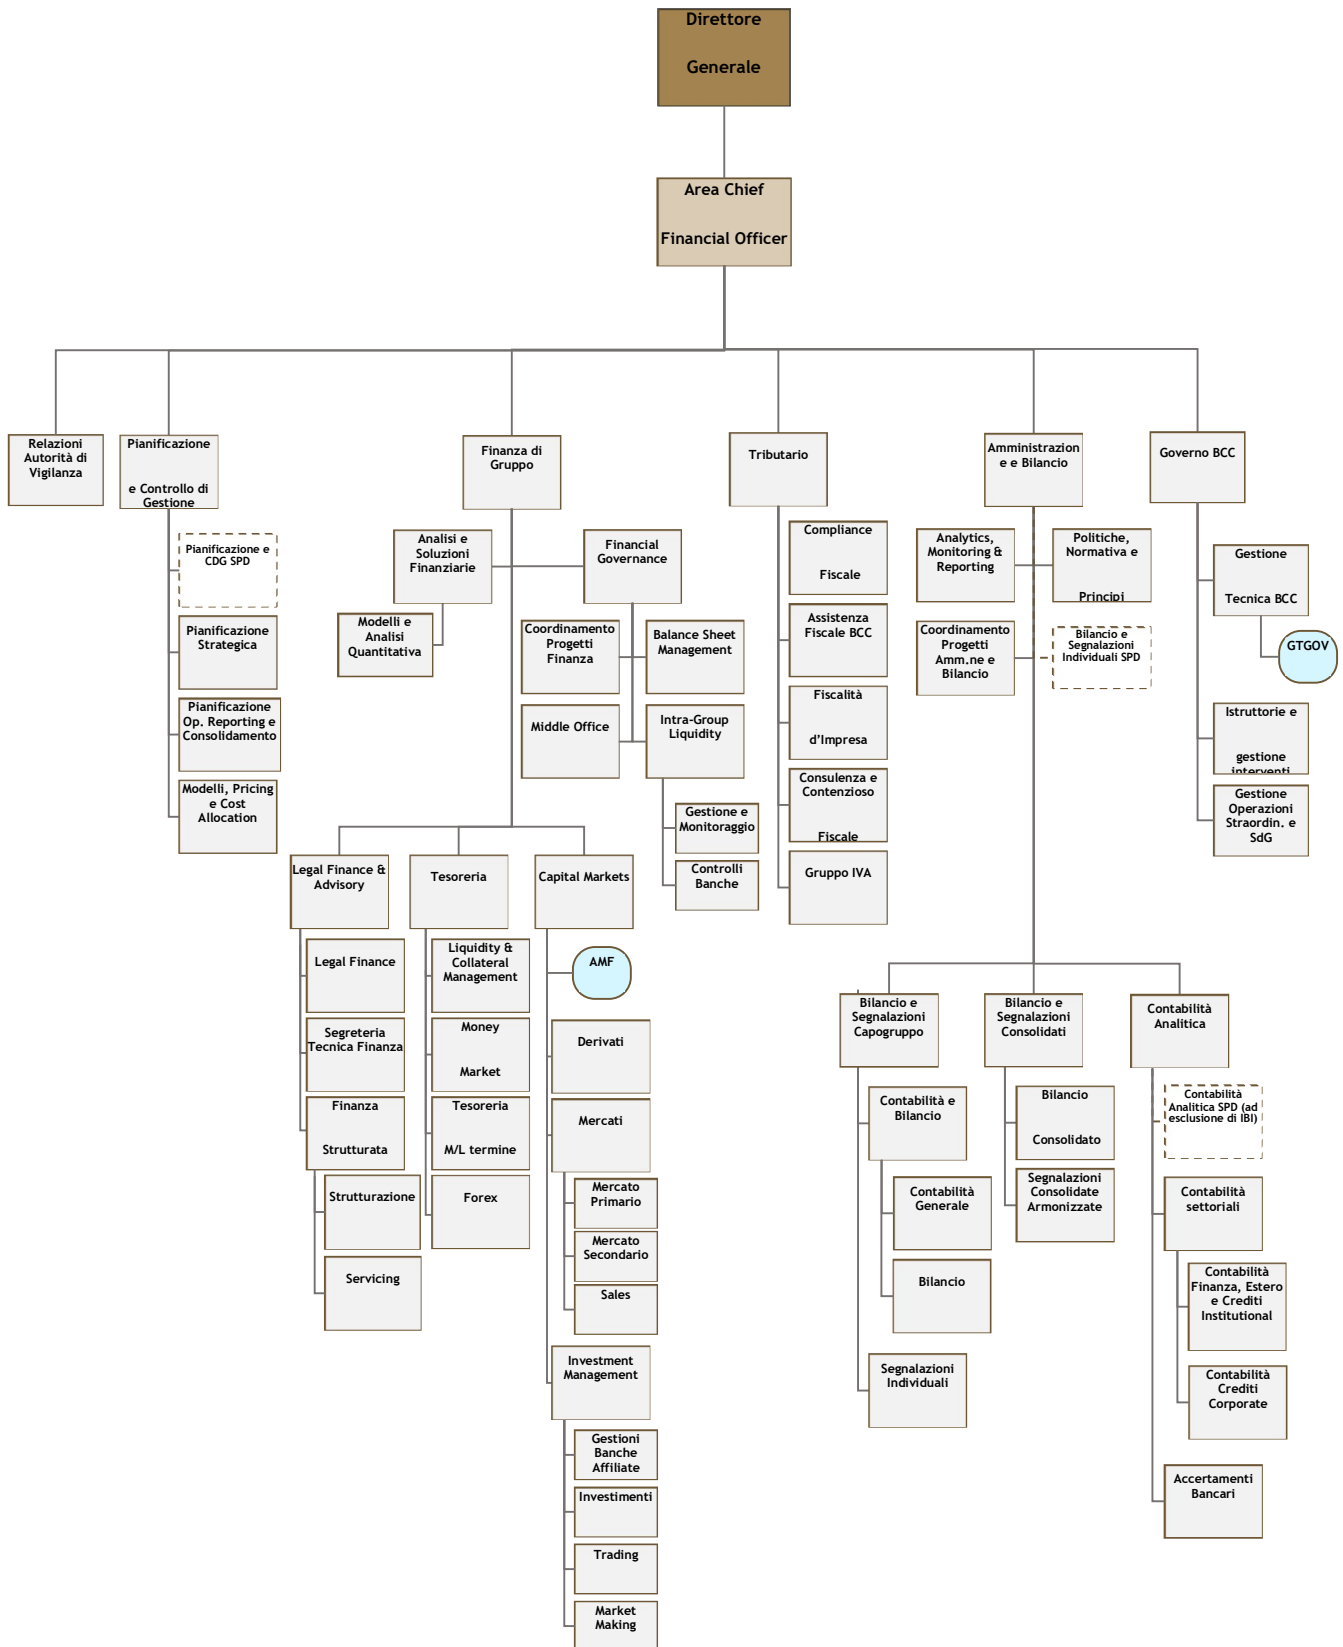 Direttore
Generale
Area Chief
Financial Officer
Relazioni
Autorità di
Vigilanza
Pianificazione
e Controllo di
Gestione
Finanza di
Gruppo
Tributario
Amministrazion
e e Bilancio
Governo BCC
Pianificazione e
CDG SPD
Pianificazione
Strategica
Pianificazione
Op. Reporting e
Consolidamento
Modelli, Pricing
e Cost
Allocation
Analisi e
Soluzioni
Finanziarie
Modelli e
Analisi
Quantitativa
Financial
Governance
Coordinamento
Progetti
Finanza
Balance Sheet
Management
Middle Office
Intra-Group
Liquidity
Gestione e
Monitoraggio
Controlli
Banche
Legal Finance &
Advisory
Tesoreria
Capital Markets
Legal Finance
Segreteria
Tecnica Finanza
Finanza
Strutturata
Strutturazione
Servicing
Liquidity &
Collateral
Management
Money
Market
Tesoreria
M/L termine
Forex
AMF
Derivati
Mercati
Mercato
Primario
Mercato
Secondario
Sales
Investment
Management
Gestioni
Banche
Affiliate
Investimenti
Trading
Market
Making
Compliance
Fiscale
Assistenza
Fiscale BCC
Fiscalità
d’Impresa
Consulenza e
Contenzioso
Fiscale
Gruppo IVA
Analytics,
Monitoring &
Reporting
Politiche,
Normativa e
Principi
Coordinamento
Progetti
Amm.ne e
Bilancio
Bilancio e
Segnalazioni
Individuali SPD
Bilancio e
Segnalazioni
Capogruppo
Bilancio e
Segnalazioni
Consolidati
Contabilità
Analitica
Contabilità e
Bilancio
Contabilità
Generale
Bilancio
Segnalazioni
Individuali
Bilancio
Consolidato
Segnalazioni
Consolidate
Armonizzate
Contabilità
Analitica SPD (ad
esclusione di IBI)
Contabilità
settoriali
Contabilità
Finanza, Estero
e Crediti
Institutional
Contabilità
Crediti
Corporate
Accertamenti
Bancari
Gestione
Tecnica BCC
GTGOV
Istruttorie e
gestione
interventi
Gestione
Operazioni
Straordin. e
SdG